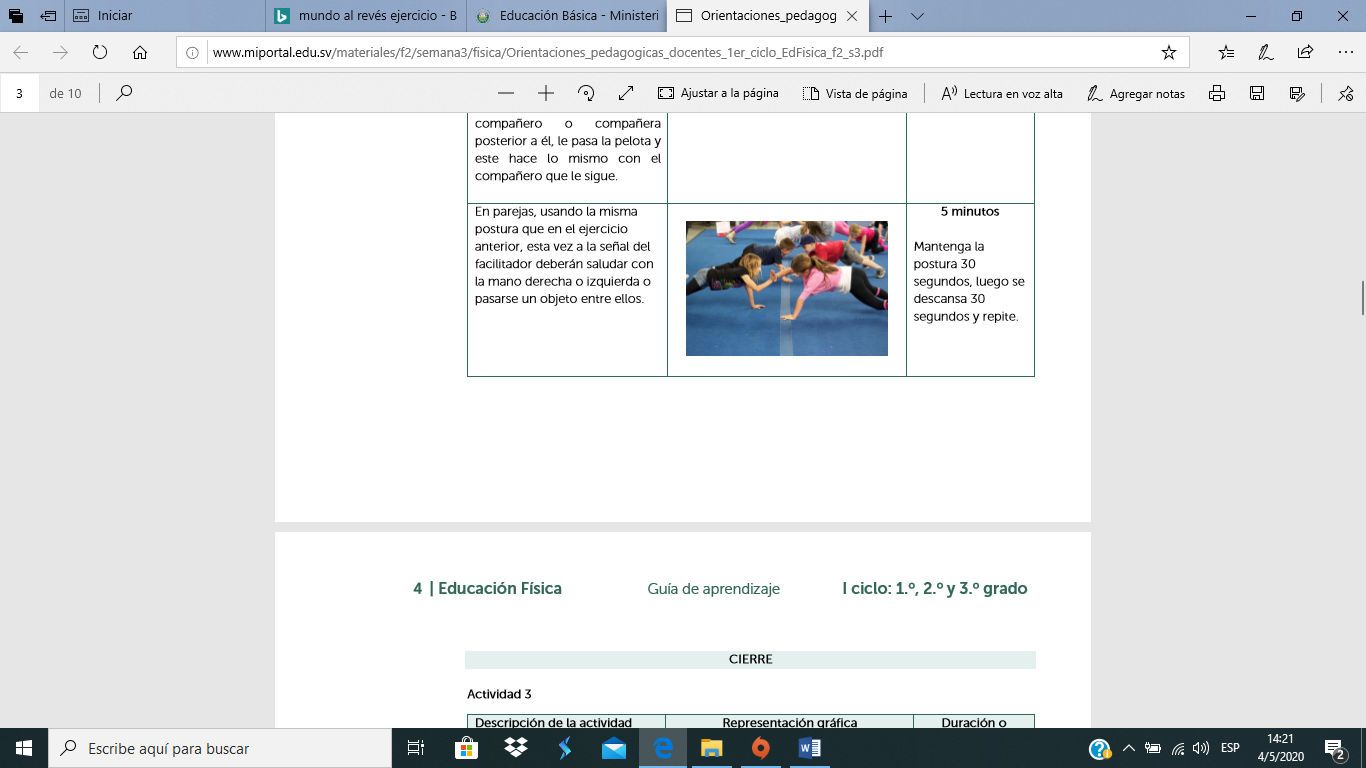 Iniciar
mundo al revés ejercicio - B
Educación Básica - Ministeri
Orientaciones_pedagog
www.miportal.edu.sv/materiales/f2/semana3/fisica/Orientaciones_pedagogicas_docentes_1er_ciclo_EdFisica_f2_s3.pdf
3 de 10
Ajustar a la página
Vista de página
Lectura en voz alta
Agregar notas
compañero o compañera
posterior a él, le pasa la pelota y
este hace lo mismo con el
compañero que le sigue.
En parejas, usando la misma
postura que en el ejercicio
anterior, esta vez a la señal del
facilitador deberán saludar con
la mano derecha o izquierda o
pasarse un objeto entre ellos.
5 minutos
Mantenga la
postura 30
segundos, luego se
descansa 30
segundos y repite.
4 | Educación Física
Guía de aprendizaje
I ciclo: 1.º, 2.º y 3.º grado
CIERRE
Actividad 3
Descripción de la actividad
Representación gráfica
Duración o
Escribe aquí para buscar
ESP
14:21
4/5/2020
2